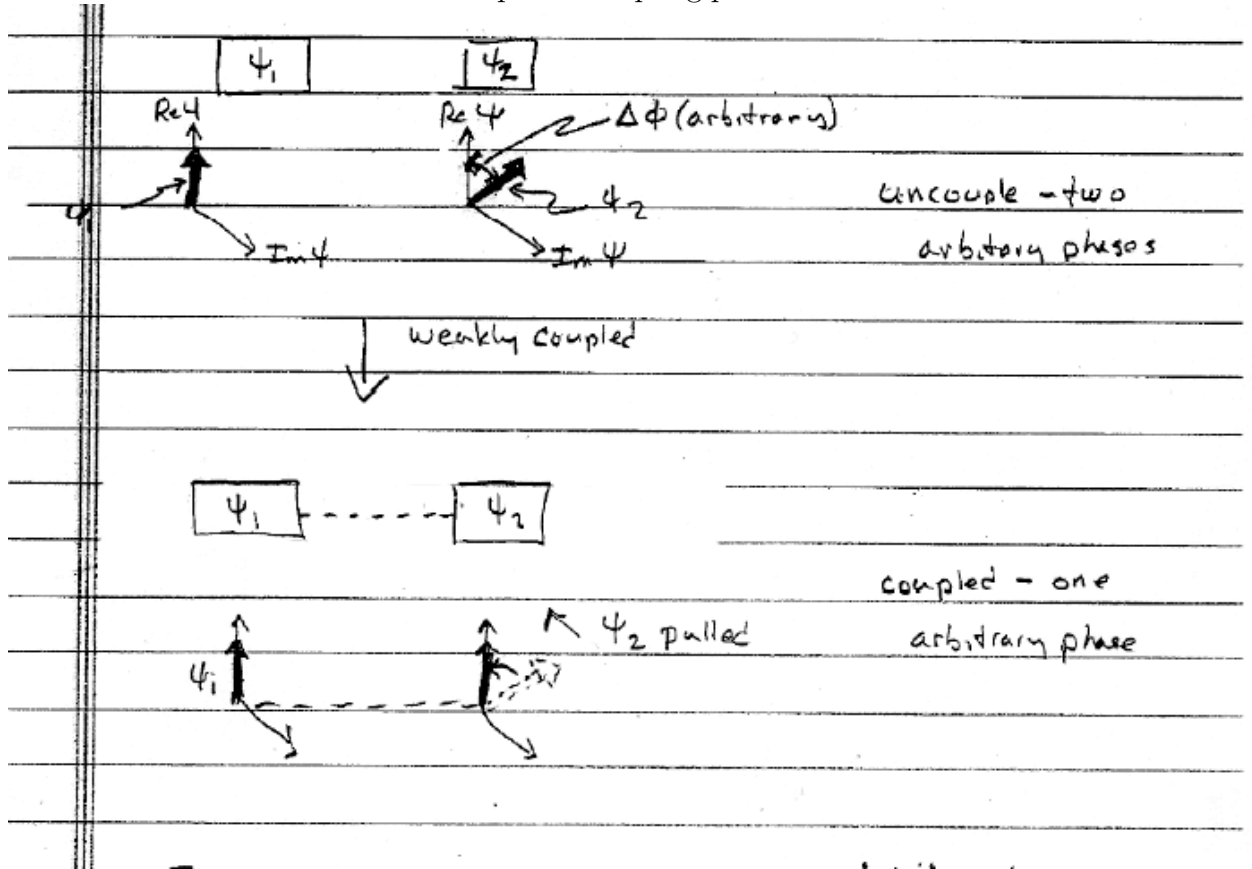 ψ₁ ψ₂
Re ψ Re ψ Δφ (arbitrary)
ψ₁ ψ₂ uncouple - two
Im ψ Im ψ arbitary phases
weakly coupled
ψ₁ ψ₂
coupled - one
ψ₂ pulled arbitrary phase
ψ₁